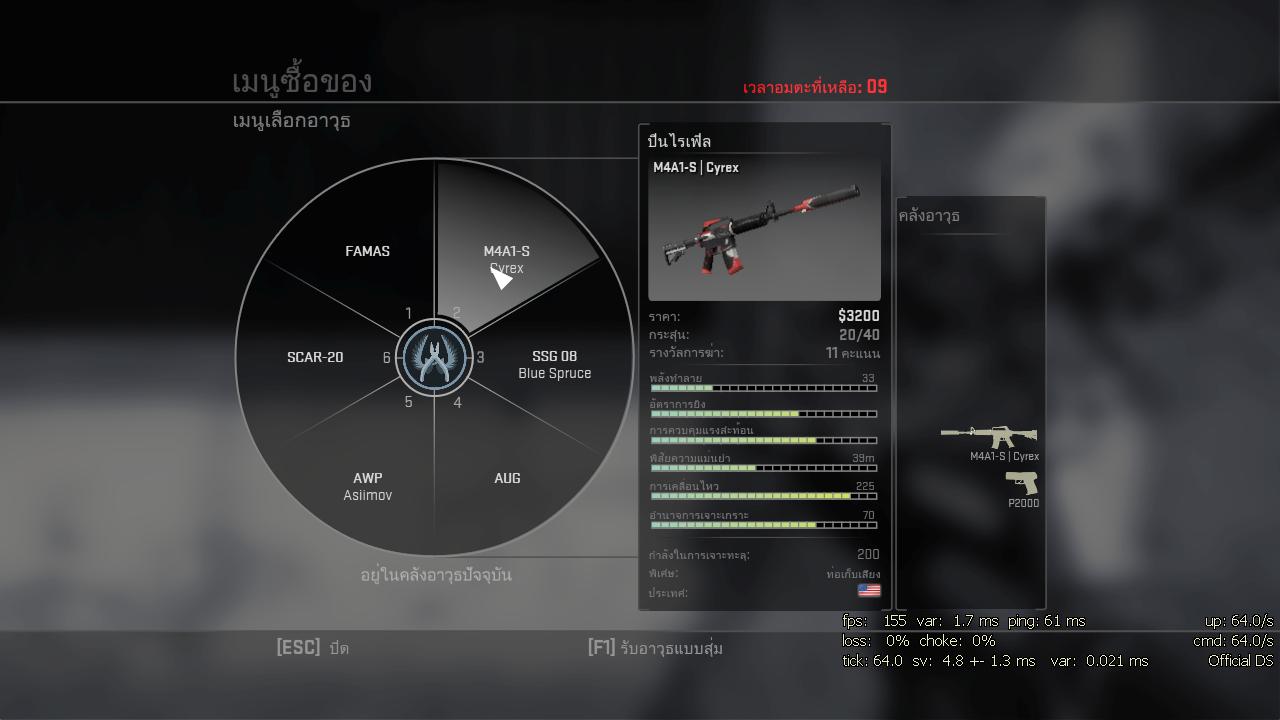 เมนูซื้อของ
เวลาอมตะที่เหลือ: 09
เมนูเลือกอาวุธ
ปืนไรเฟิล
M4A1-S | Cyrex
คลังอาวุธ
FAMAS
M4A1-S
Cyrex
1
2
ราคา: $3200
กระสุน: 20/40
รางวัลการฆ่า: 11 คะแนน
SCAR-20
6
3
SSG 08
Blue Spruce
พลังทำลาย 33
อัตราการยิง
5
4
การควบคุมแรงสะท้อน
M4A1-S | Cyrex
พิสัยความแม่นยำ 39m
AWP
Asiimov
AUG
การเคลื่อนไหว 225
P2000
อำนาจการเจาะเกราะ 70
กำลังในการเจาะทะลุ: 200
อยู่ในคลังอาวุธปัจจุบัน
พิเศษ: ท่อเก็บเสียง
ประเทศ:
fps: 155 var: 1.7 ms ping: 61 ms up: 64.0/s
loss: 0% choke: 0% cmd: 64.0/s
[ESC] ปิด
[F1] รับอาวุธแบบสุ่ม
tick: 64.0 sv: 4.8 +- 1.3 ms var: 0.021 ms Official DS